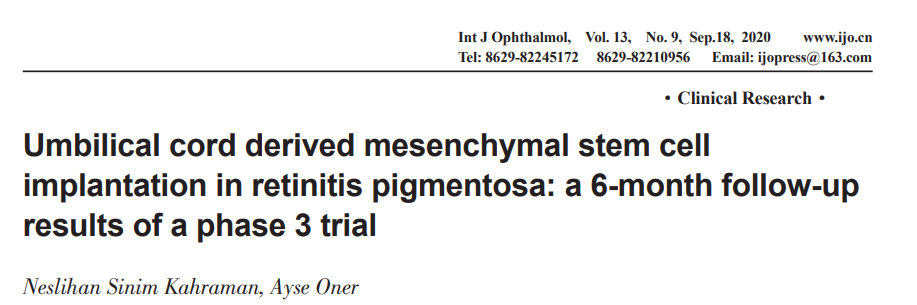 Int J Ophthalmol, Vol. 13, No. 9, Sep.18, 2020 www.ijo.cn
Tel: 8629-82245172 8629-82210956 Email: ijopress@163.com
• Clinical Research •
Umbilical cord derived mesenchymal stem cell
implantation in retinitis pigmentosa: a 6-month follow-up
results of a phase 3 trial
Neslihan Sinim Kahraman, Ayse Oner